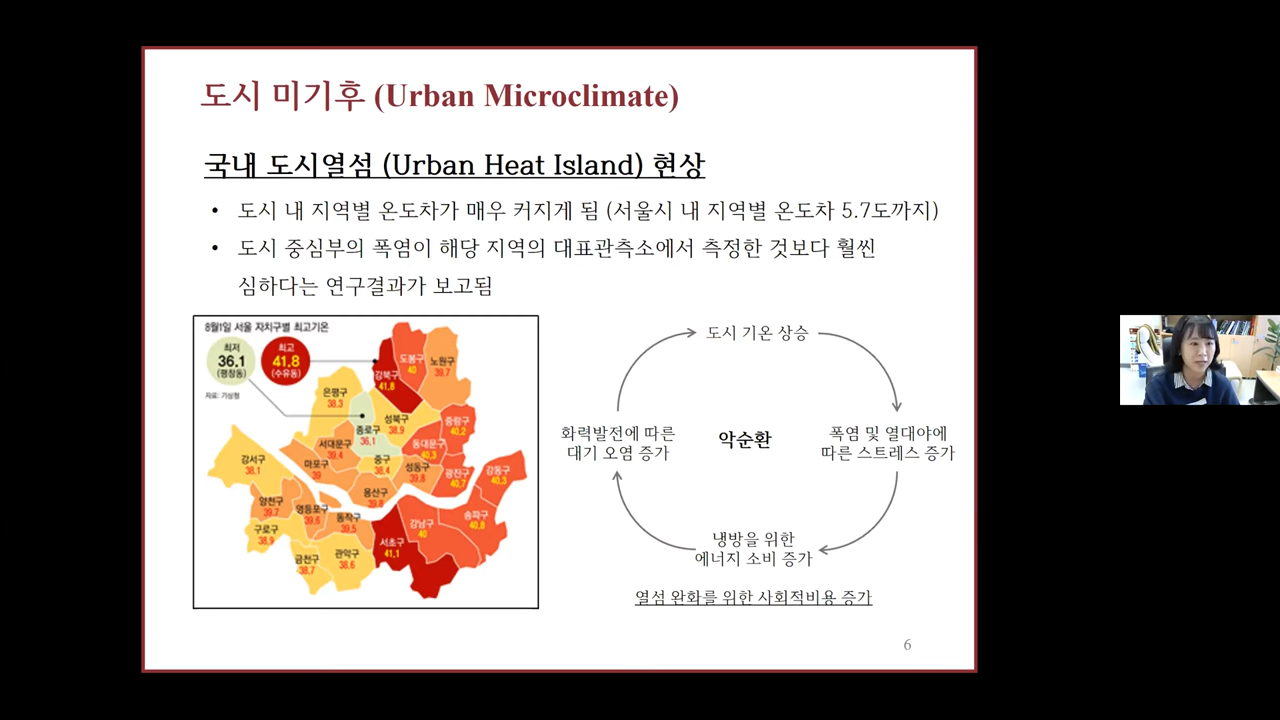 도시 미기후 (Urban Microclimate)
국내 도시열섬 (Urban Heat Island) 현상
• 도시 내 지역별 온도차가 매우 커지게 됨 (서울시 내 지역별 온도차 5.7도까지)
• 도시 중심부의 폭염이 해당 지역의 대표관측소에서 측정한 것보다 훨씬
심하다는 연구결과가 보고됨
8월1일 서울 자치구별 최고기온
최저
36.1
(평창동)
최고
41.8
(수유동)
자료: 기상청
도봉구
40
노원구
39.7
강북구
41.8
은평구
38.3
성북구
38.9
중랑구
40.2
종로구
36.1
서대문구
39.4
동대문구
40.3
강서구
38.1
마포구
39
중구
38.4
성동구
39.8
광진구
40.7
강동구
40.3
용산구
39.8
양천구
39.7
영등포구
39.6
동작구
39.5
구로구
38.9
서초구
41.1
강남구
40
송파구
40.8
금천구
38.7
관악구
38.6
도시 기온 상승
폭염 및 열대야에
따른 스트레스 증가
냉방을 위한
에너지 소비 증가
화력발전에 따른
대기 오염 증가
악순환
열섬 완화를 위한 사회적비용 증가
6